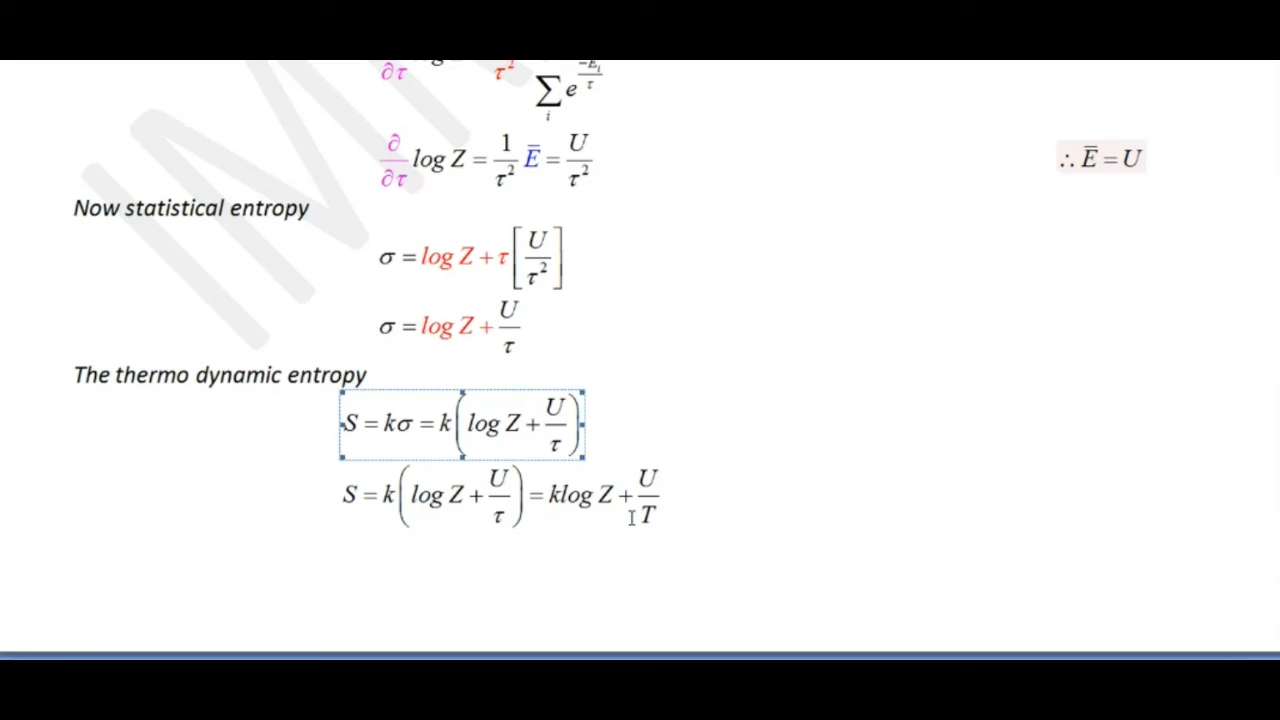 ∂/∂τ log Z = 1/τ² Ē = U/τ²
∴ Ē = U
Now statistical entropy
σ = log Z + τ [U/τ²]
σ = log Z + U/τ
The thermo dynamic entropy
S = kσ = k(log Z + U/τ)
S = k(log Z + U/τ) = klog Z + U/T